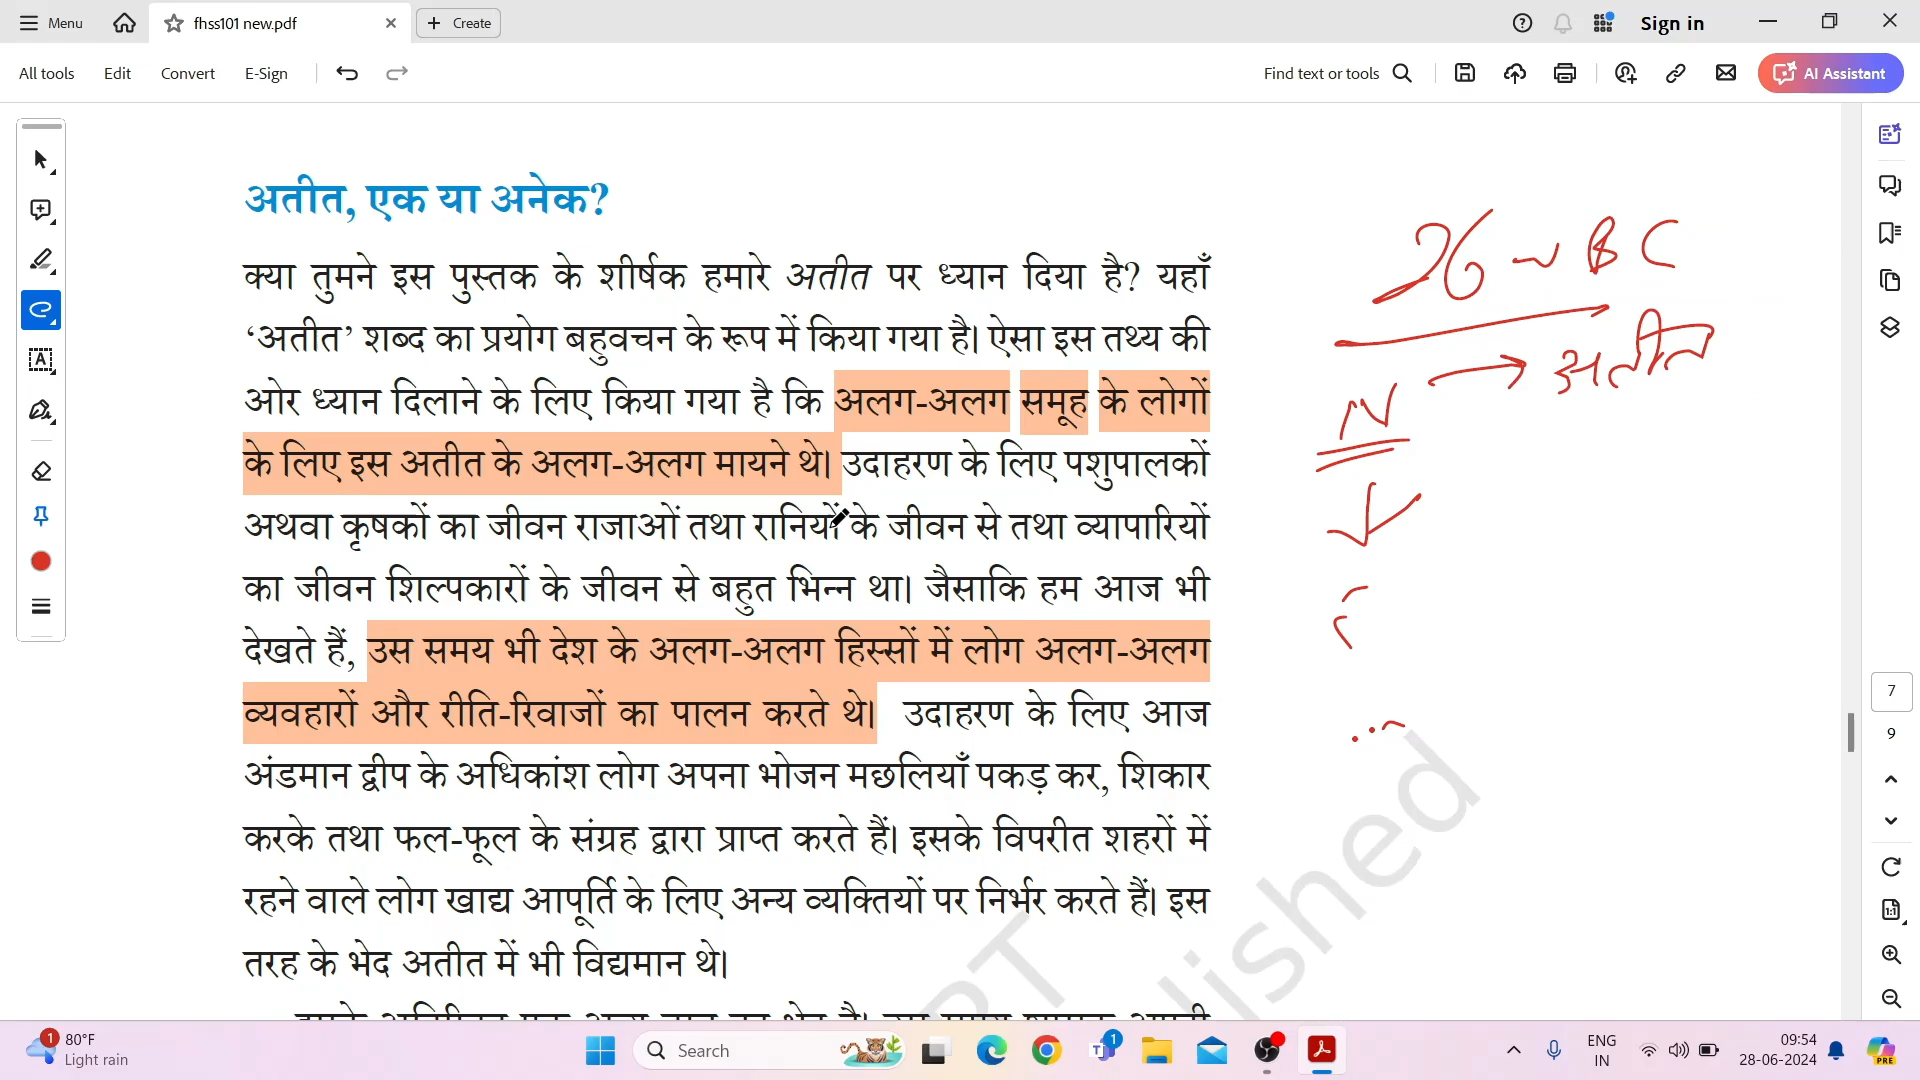 Menu
fhss101 new.pdf
Create
Sign in
All tools
Edit
Convert
E-Sign
Find text or tools
AI Assistant
अतीत, एक या अनेक?
क्या तुमने इस पुस्तक के शीर्षक हमारे अतीत पर ध्यान दिया है? यहाँ
‘अतीत’ शब्द का प्रयोग बहुवचन के रूप में किया गया है। ऐसा इस तथ्य की
ओर ध्यान दिलाने के लिए किया गया है कि अलग-अलग समूह के लोगों
के लिए इस अतीत के अलग-अलग मायने थे। उदाहरण के लिए पशुपालकों
अथवा कृषकों का जीवन राजाओं तथा रानियों के जीवन से तथा व्यापारियों
का जीवन शिल्पकारों के जीवन से बहुत भिन्न था। जैसाकि हम आज भी
देखते हैं, उस समय भी देश के अलग-अलग हिस्सों में लोग अलग-अलग
व्यवहारों और रीति-रिवाजों का पालन करते थे। उदाहरण के लिए आज
अंडमान द्वीप के अधिकांश लोग अपना भोजन मछलियाँ पकड़ कर, शिकार
करके तथा फल-फूल के संग्रह द्वारा प्राप्त करते हैं। इसके विपरीत शहरों में
रहने वाले लोग खाद्य आपूर्ति के लिए अन्य व्यक्तियों पर निर्भर करते हैं। इस
तरह के भेद अतीत में भी विद्यमान थे।
26 ~ BC
अतीत
N
7
9
80°F
Light rain
Search
ENG
IN
09:54
28-06-2024